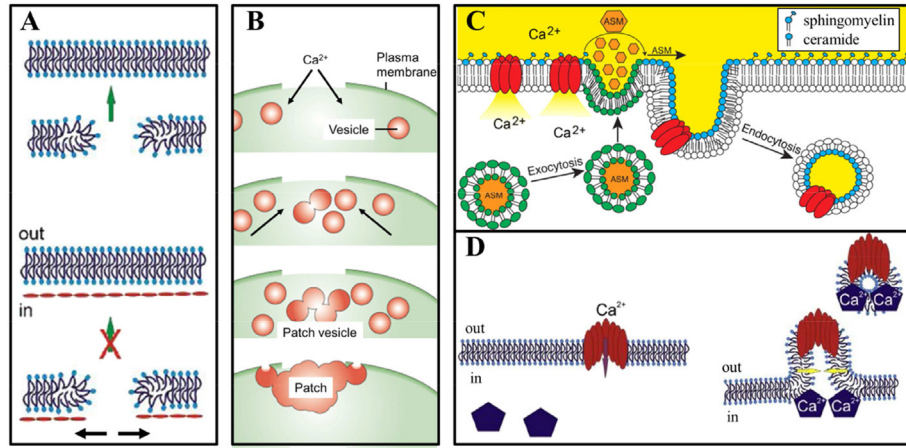 A
out
in
B
Ca²⁺
Plasma
membrane
Vesicle
Patch vesicle
Patch
C
ASM
Ca²⁺
ASM
sphingomyelin
ceramide
Ca²⁺
Ca²⁺
Exocytosis
Endocytosis
ASM
ASM
D
Ca²⁺
Ca²⁺ Ca²⁺
out
in
out
in
Ca²⁺ Ca²⁺